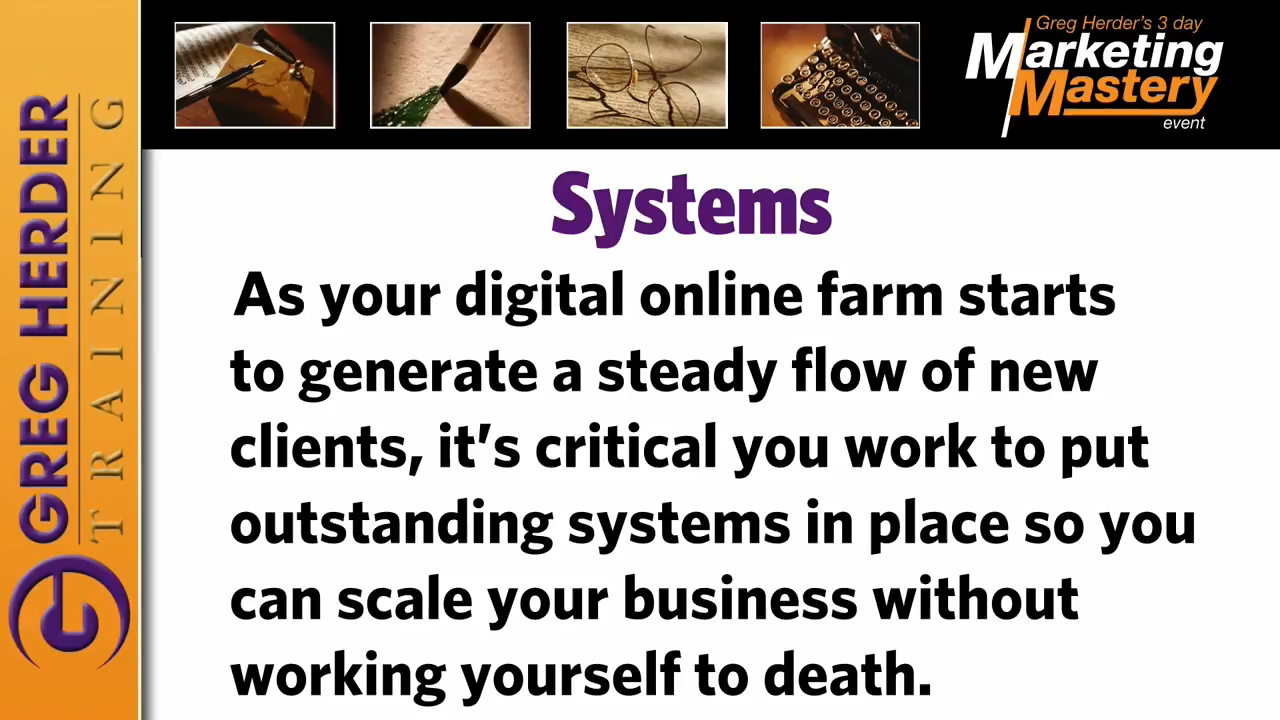 Greg Herder's 3 day
Marketing
Mastery
event
GREG HERDER
TRAINING
Systems
As your digital online farm starts
to generate a steady flow of new
clients, it's critical you work to put
outstanding systems in place so you
can scale your business without
working yourself to death.